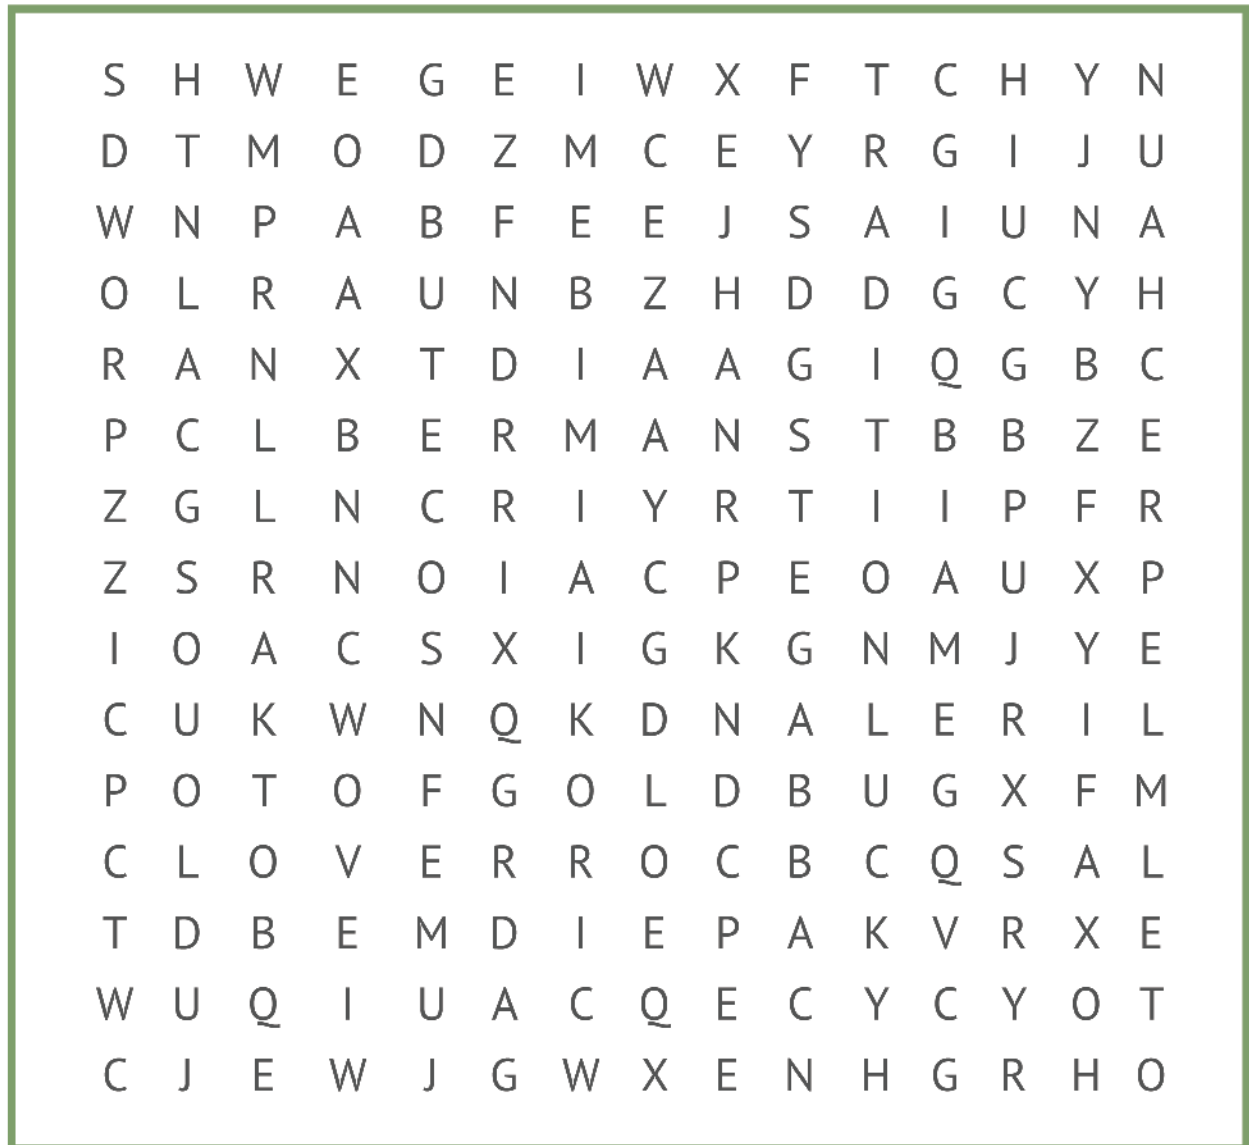 S H W E G E I W X F T C H Y N
D T M O D Z M C E Y R G I J U
W N P A B F E E J S A I U N A
O L R A U N B Z H D D G C Y H
R A N X T D I A A G I Q G B C
P C L B E R M A N S T B B Z E
Z G L N C R I Y R T I I P F R
Z S R N O I A C P E O A U X P
I O A C S X I G K G N M J Y E
C U K W N Q K D N A L E R I L
P O T O F G O L D B U G X F M
C L O V E R R O C B C Q S A L
T D B E M D I E P A K V R X E
W U Q I U A C Q E C Y C Y O T
C J E W J G W X E N H G R H O